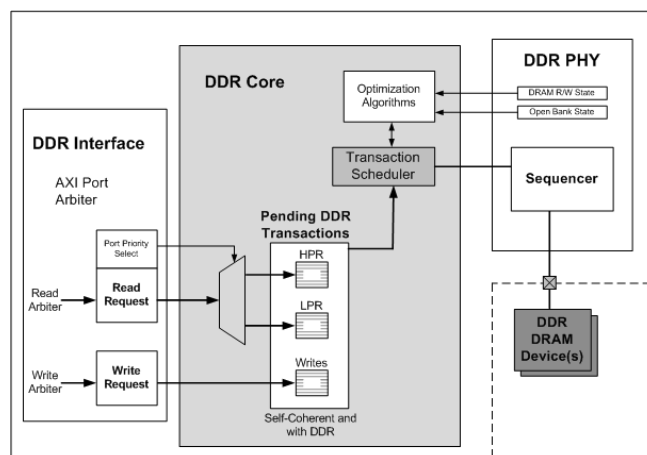 DDR PHY
DRAM R/W State
Open Bank State
Sequencer
DDR
DRAM
Device(s)
DDR Core
Optimization
Algorithms
Transaction
Scheduler
Pending DDR
Transactions
HPR
LPR
Writes
Self-Coherent and
with DDR
DDR Interface
AXI Port
Arbiter
Port Priority
Select
Read
Arbiter
Read
Request
Write
Arbiter
Write
Request